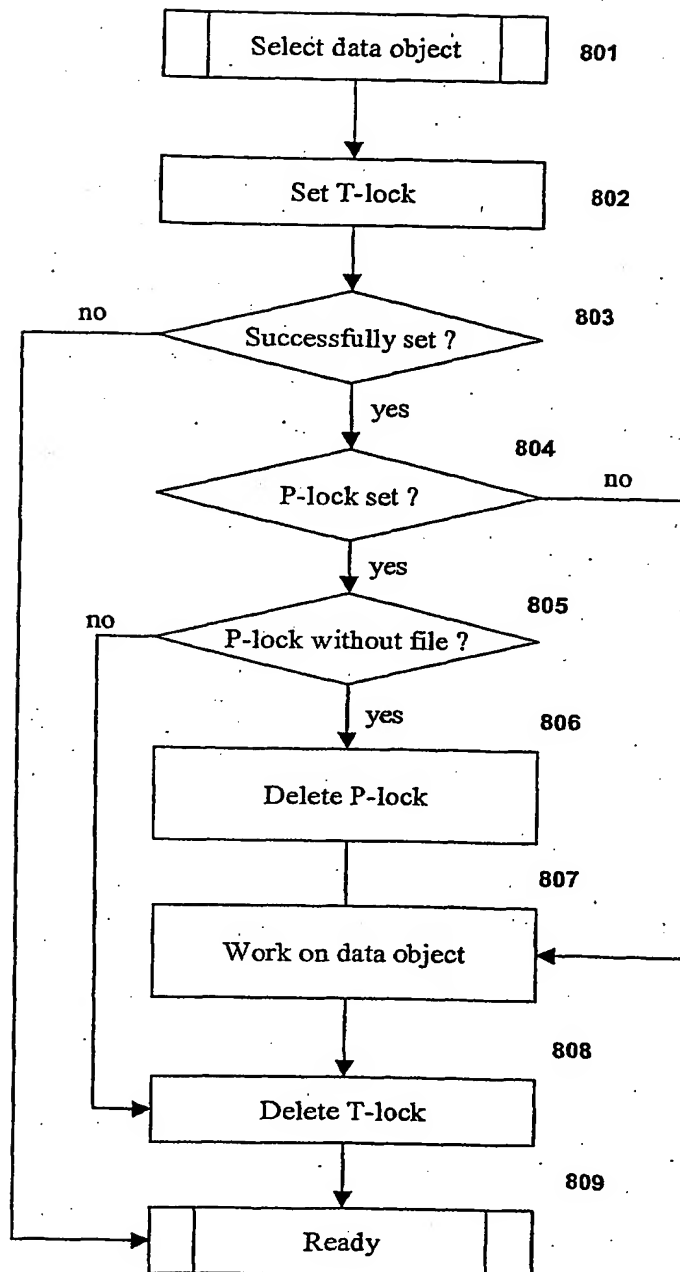 Select data object 801
Set T-lock 802
no
Successfully set ? 803
yes
804
P-lock set ? no
yes
805
no
P-lock without file ?
yes
806
Delete P-lock
807
Work on data object
808
Delete T-lock
809
Ready